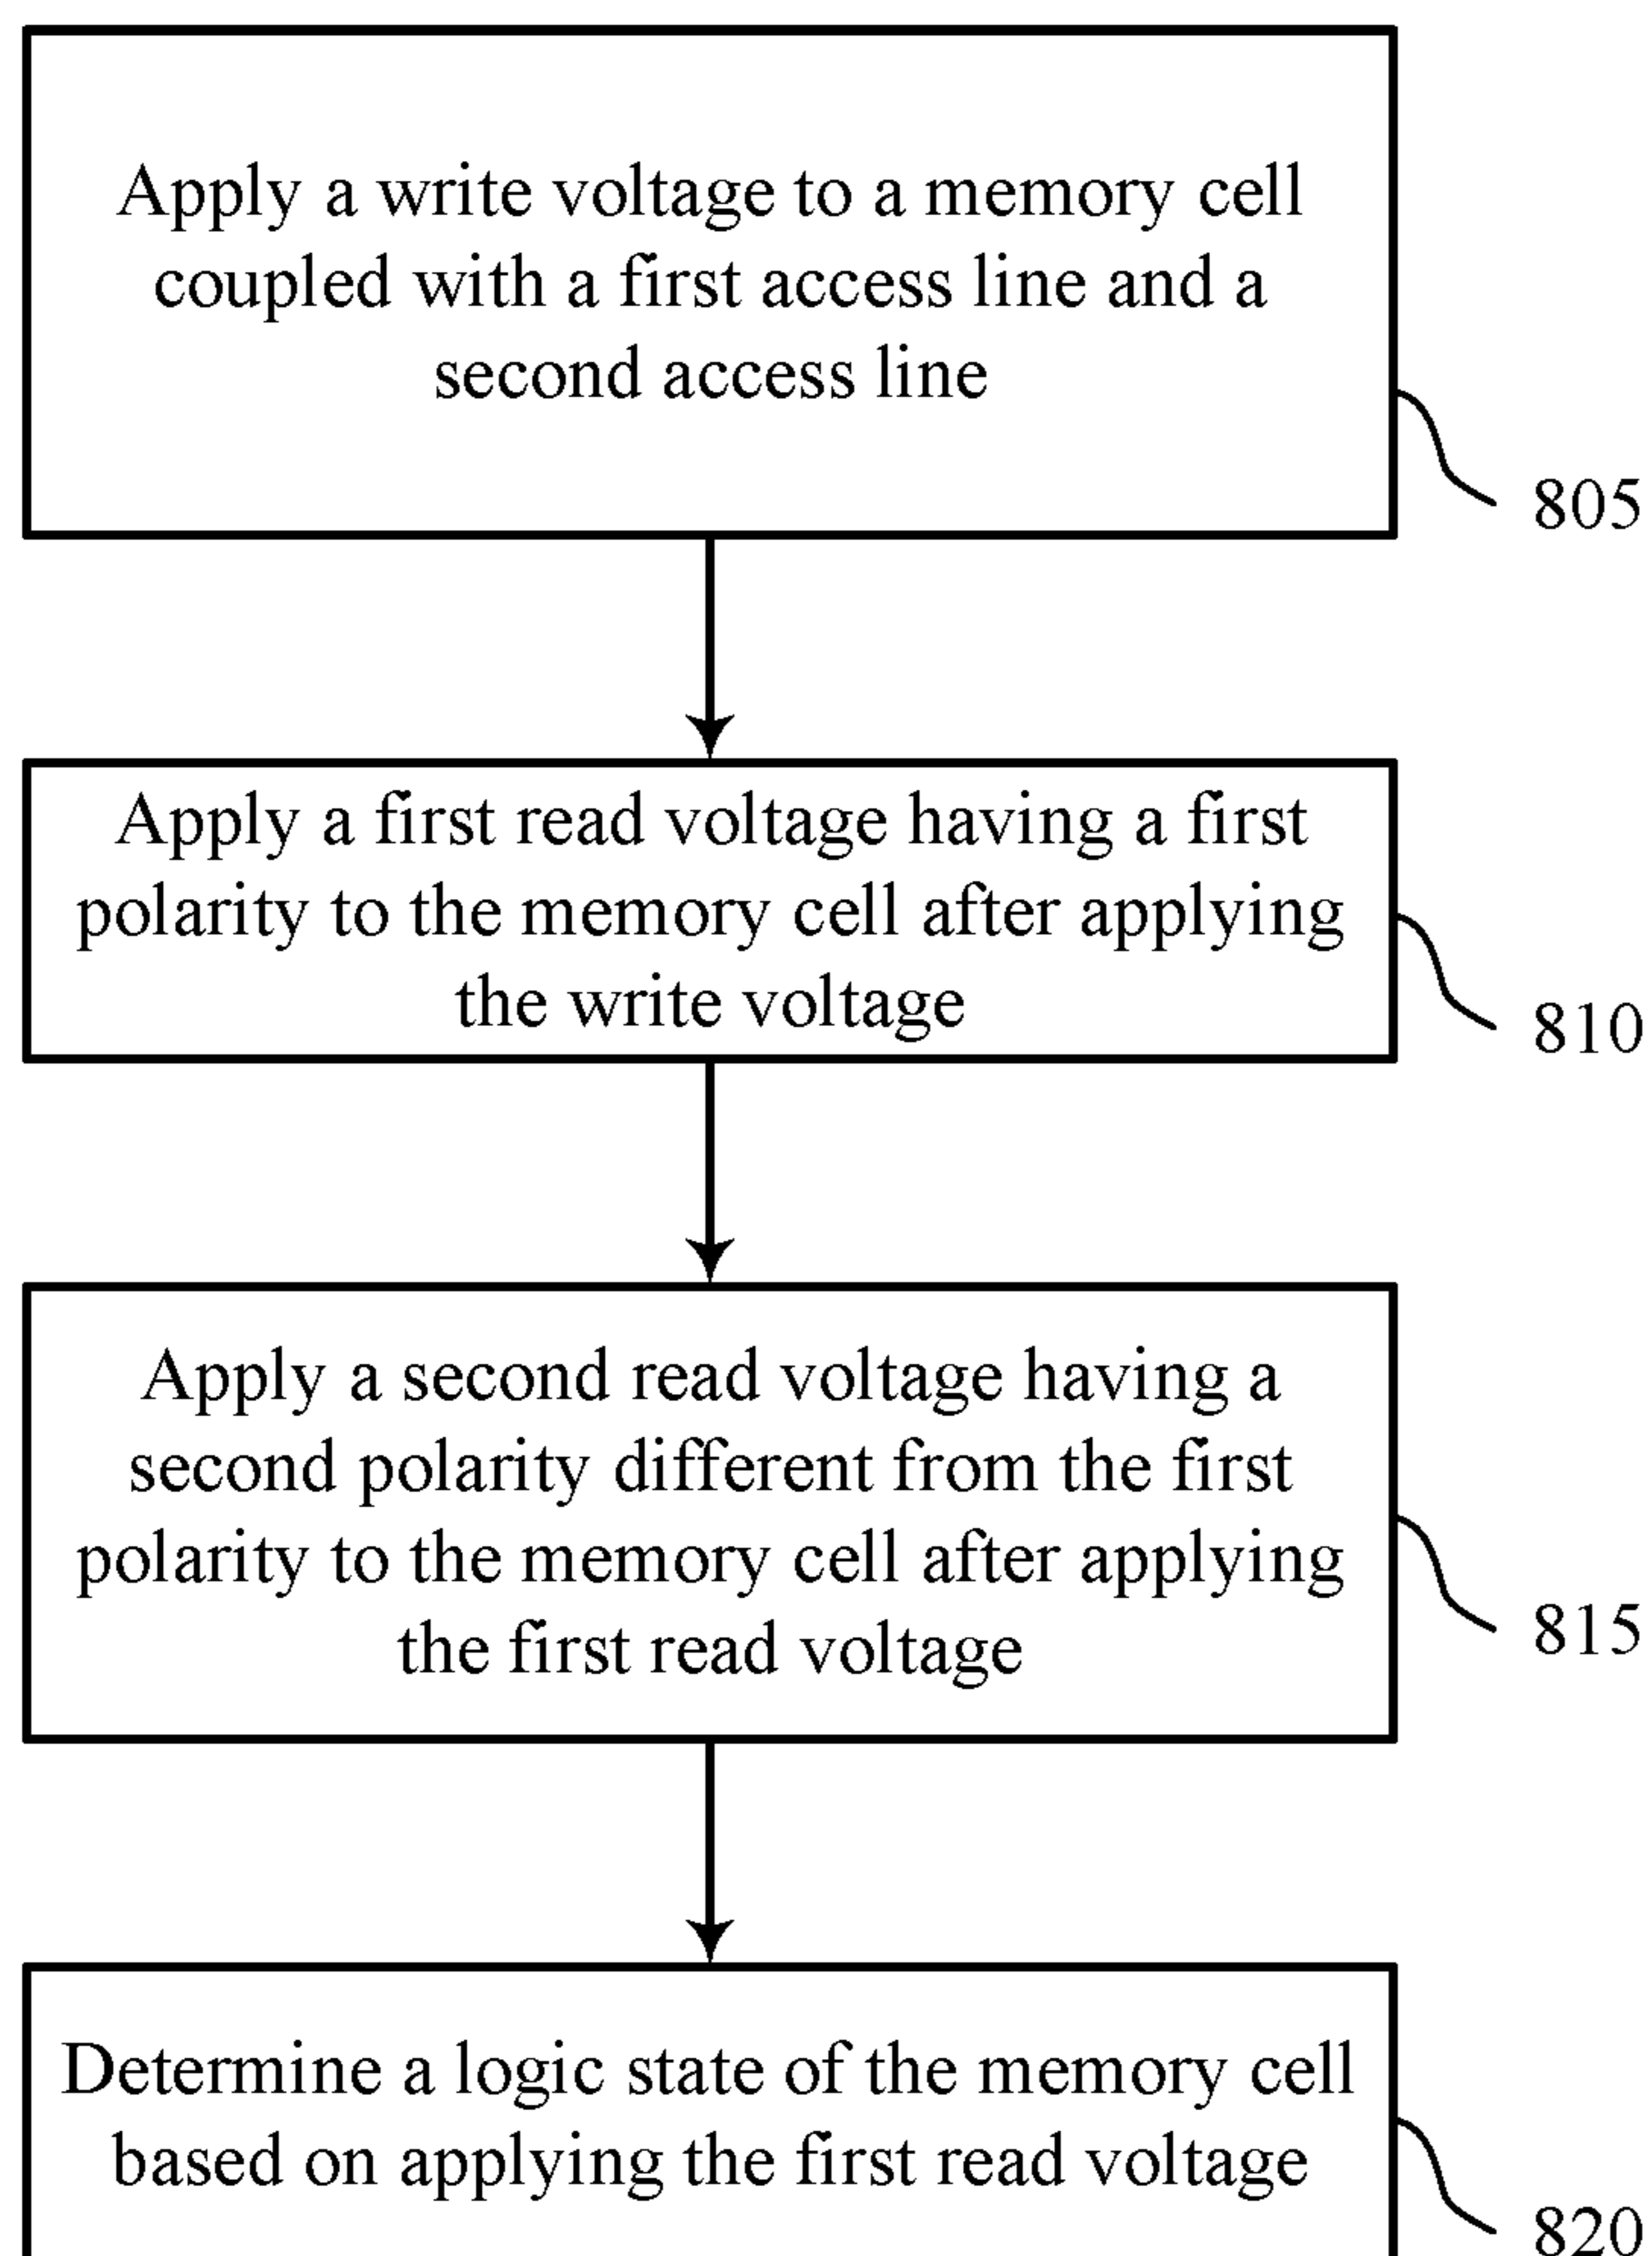 Apply a write voltage to a memory cell
coupled with a first access line and a
second access line
805
Apply a first read voltage having a first
polarity to the memory cell after applying
the write voltage
810
Apply a second read voltage having a
second polarity different from the first
polarity to the memory cell after applying
the first read voltage
815
Determine a logic state of the memory cell
based on applying the first read voltage
820